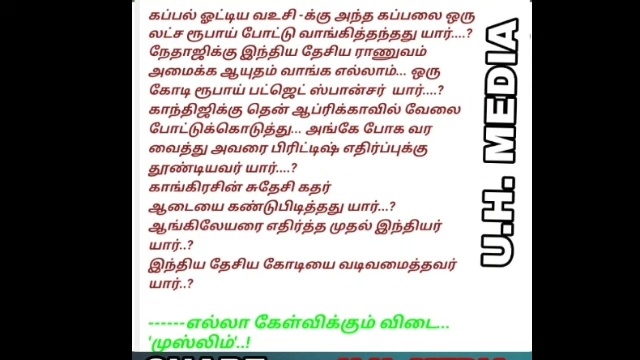 கப்பல் ஓட்டிய வஉசி -க்கு அந்த கப்பலை ஒரு
லட்ச ரூபாய் போட்டு வாங்கித்தந்தது யார்....?
நேதாஜிக்கு இந்திய தேசிய ராணுவம்
அமைக்க ஆயுதம் வாங்க எல்லாம்... ஒரு
கோடி ரூபாய் பட்ஜெட் ஸ்பான்சர் யார்....?
காந்திஜிக்கு தென் ஆப்ரிக்காவில் வேலை
போட்டுக்கொடுத்து... அங்கே போக வர
வைத்து அவரை பிரிட்டிஷ் எதிர்ப்புக்கு
தூண்டியவர் யார்....?
காங்கிரசின் சுதேசி கதர்
ஆடையை கண்டுபிடித்தது யார்...?
ஆங்கிலேயரை எதிர்த்த முதல் இந்தியர்
யார்..?
இந்திய தேசிய கோடியை வடிவமைத்தவர்
யார்..?
------எல்லா கேள்விக்கும் விடை...
'முஸ்லிம்'..!
U.H. MEDIA